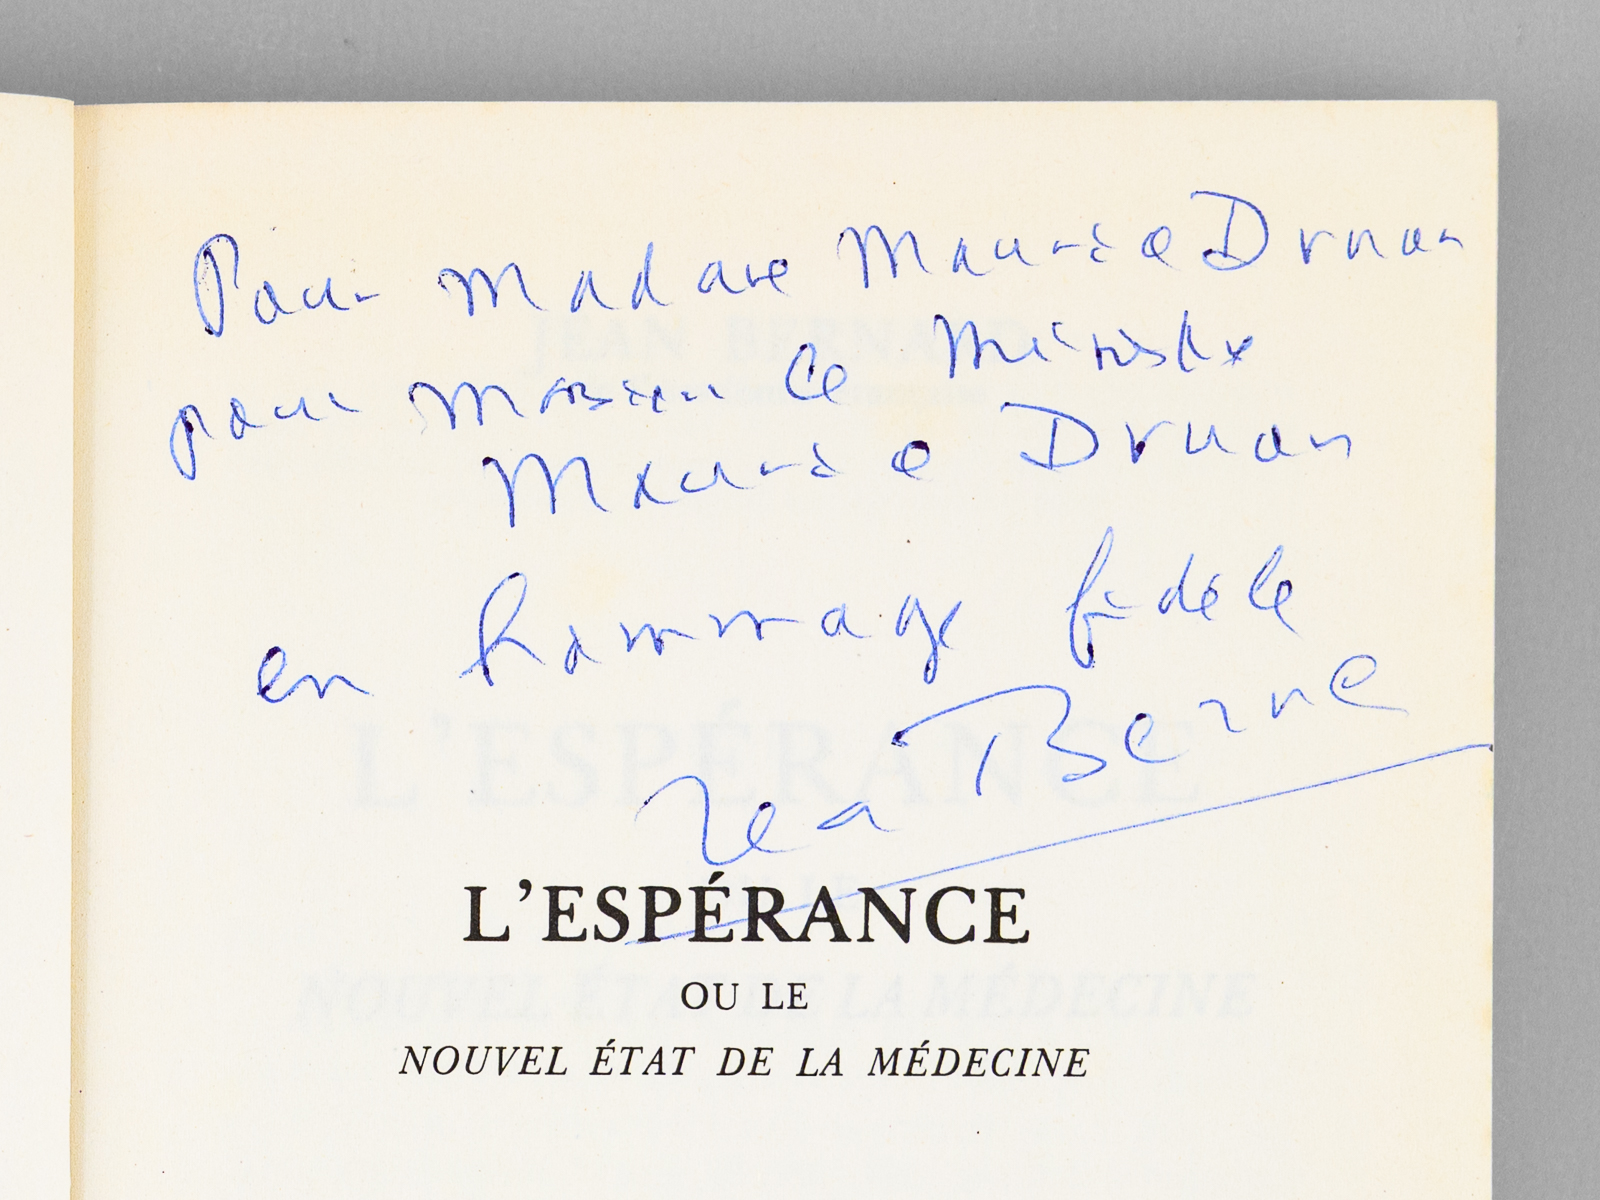 Pour Madame Maurice Druon
pour Monsieur le Ministre
Maurice Druon
en hommage fidèle
Jean Bernard
L'ESPÉRANCE
OU LE
NOUVEL ÉTAT DE LA MÉDECINE